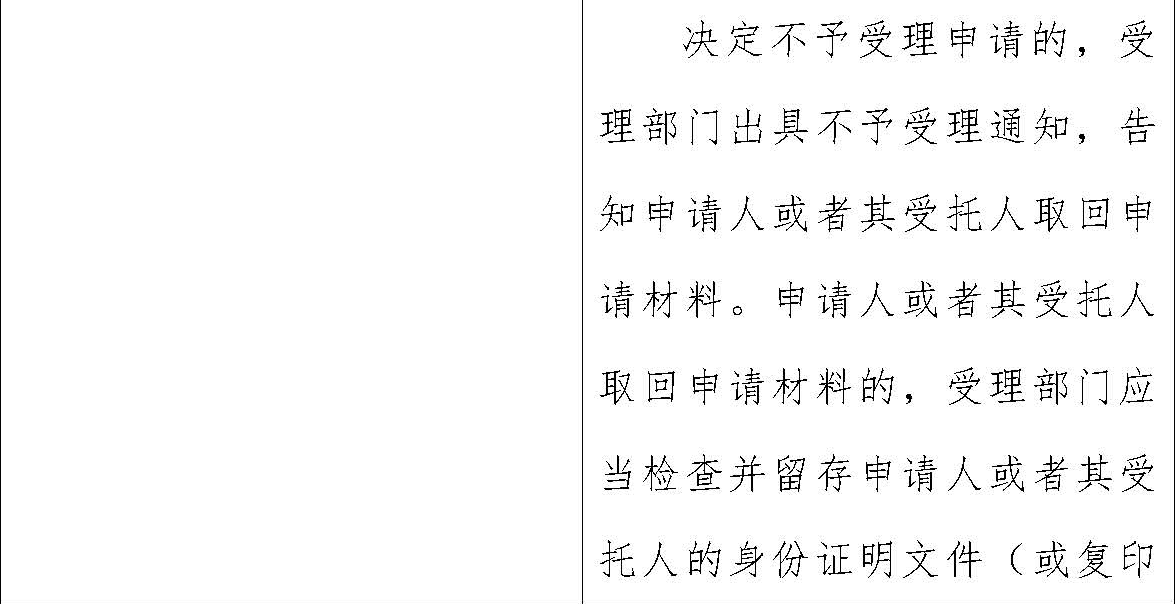 决定不予受理申请的，受
理部门出具不予受理通知，告
知申请人或者其受托人取回申
请材料。申请人或者其受托人
取回申请材料的，受理部门应
当检查并留存申请人或者其受
托人的身份证明文件（或复印